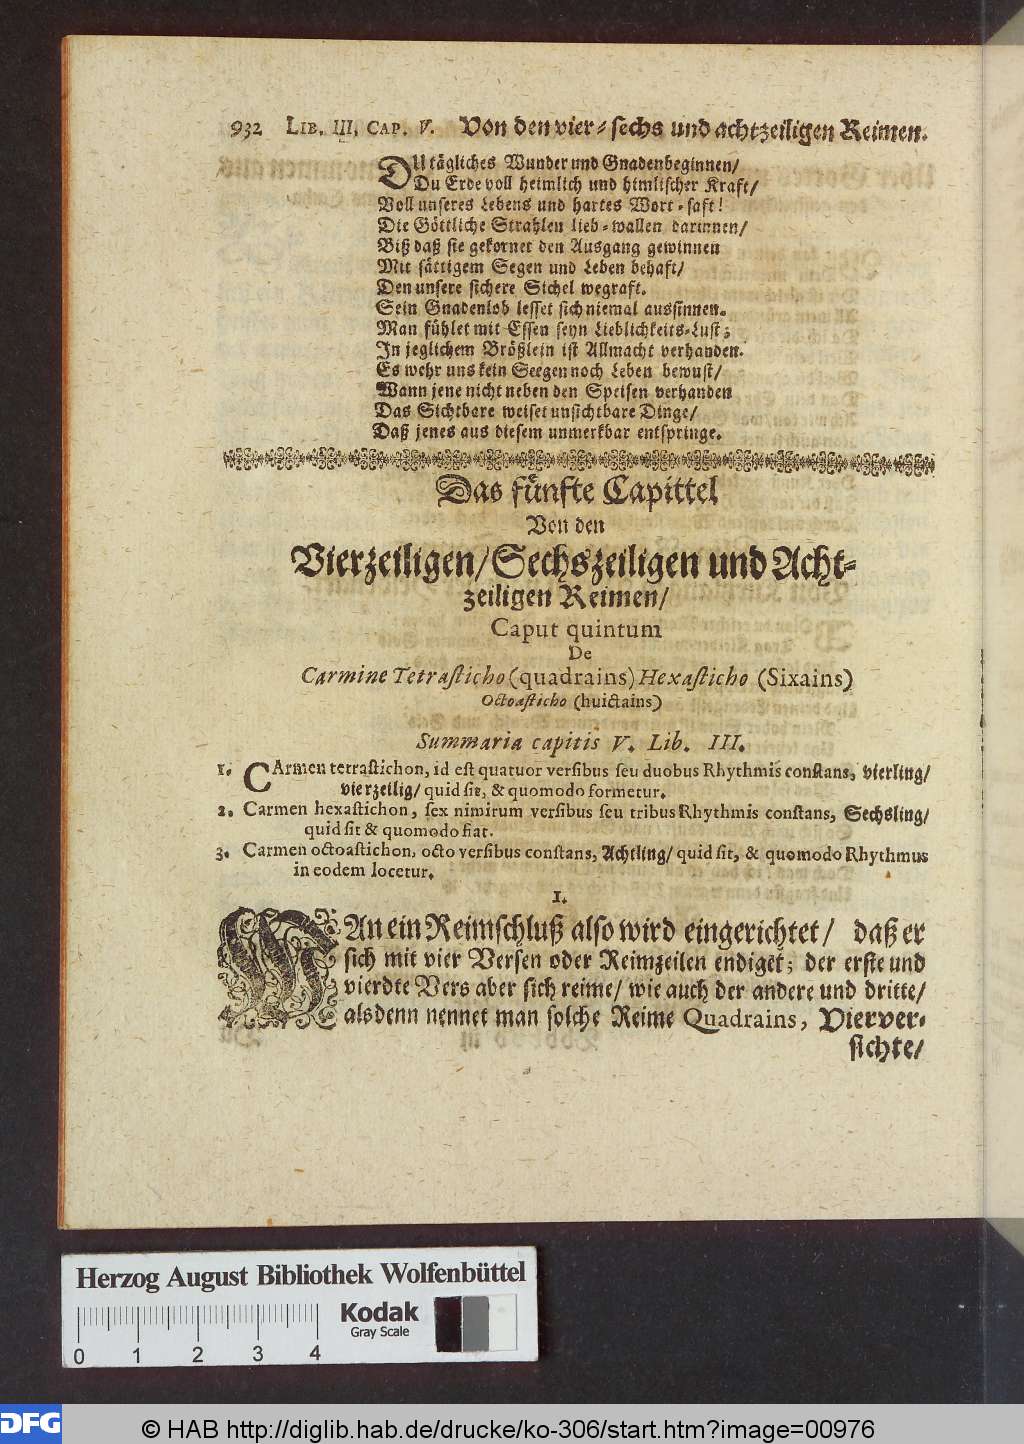 932 LIB. III, CAP. V. Von den vier- sechs und achtzeiligen Reimen.
DU tägliches Wunder und Gnadenbeginnen/
Du Erde voll heimlich und himlischer Kraft/
Voll unseres Lebens und hartes Wort-saft!
Die Göttliche Strahlen lieb-wallen darinnen/
Biß daß sie gekörnet den Ausgang gewinnen
Mit sättigem Segen und Leben behaft/
Den unsere sichere Sichel wegraft.
Sein Gnadenlob lesset sich niemal aussinnen.
Man fühlet mit Essen seyn Lieblichkeits-Lust;
In jeglichem Brößlein ist Allmacht verhanden.
Es wehr uns kein Seegen noch Leben bewust/
Wann jene nicht neben den Speisen verhanden
Das Sichtbare weiset unsichtbare Dinge/
Daß jenes aus diesem unmerkbar entspringe.
Das fünfte Capittel
Von den
Vierzeiligen/ Sechszeiligen und Acht-
zeiligen Reimen/
Caput quintum
De
Carmine Tetrasticho (quadrains) Hexasticho (Sixains)
Octoasticho (huictains)
Summaria capitis V. Lib. III.
1. CArmen tetrastichon, id est quatuor versibus seu duobus Rhythmis constans, vierling/
vierzeilig/ quid sit, & quomodo formetur.
2. Carmen hexastichon, sex nimirum versibus seu tribus Rhythmis constans, Sechsling/
quid sit & quomodo fiat.
3. Carmen octoastichon, octo versibus constans, Achtling/ quid sit, & quomodo Rhythmus
in eodem locetur.
1.
WAn ein Reimschluß also wird eingerichtet/ daß er
sich mit vier Versen oder Reimzeilen endiget; der erste und
vierdte Vers aber sich reime/ wie auch der andere und dritte/
alsdenn nennet man solche Reime Quadrains, Vierver-
sichte/
Herzog August Bibliothek Wolfenbüttel
Kodak
Gray Scale
0 1 2 3 4
DFG
© HAB http://diglib.hab.de/drucke/ko-306/start.htm?image=00976